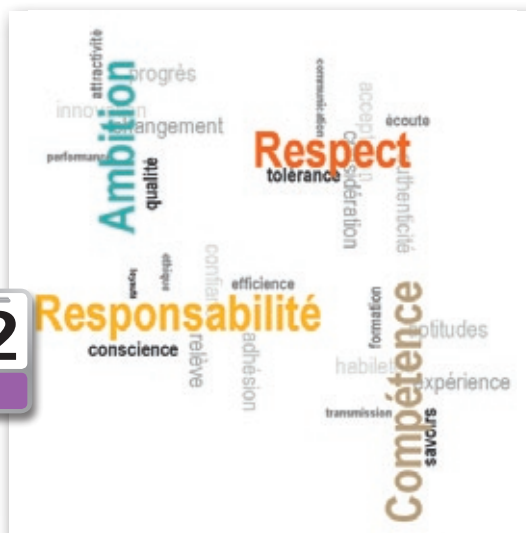 attractivité
progrès
innovation
changement
Ambition
performance
qualité
communication
acceptation
écoute
Respect
tolérance
considération
authenticité
éthique
confiance
efficience
2
Responsabilité
conscience
relève
adhésion
formation
aptitudes
habileté
expérience
Compétence
transmission
savoirs